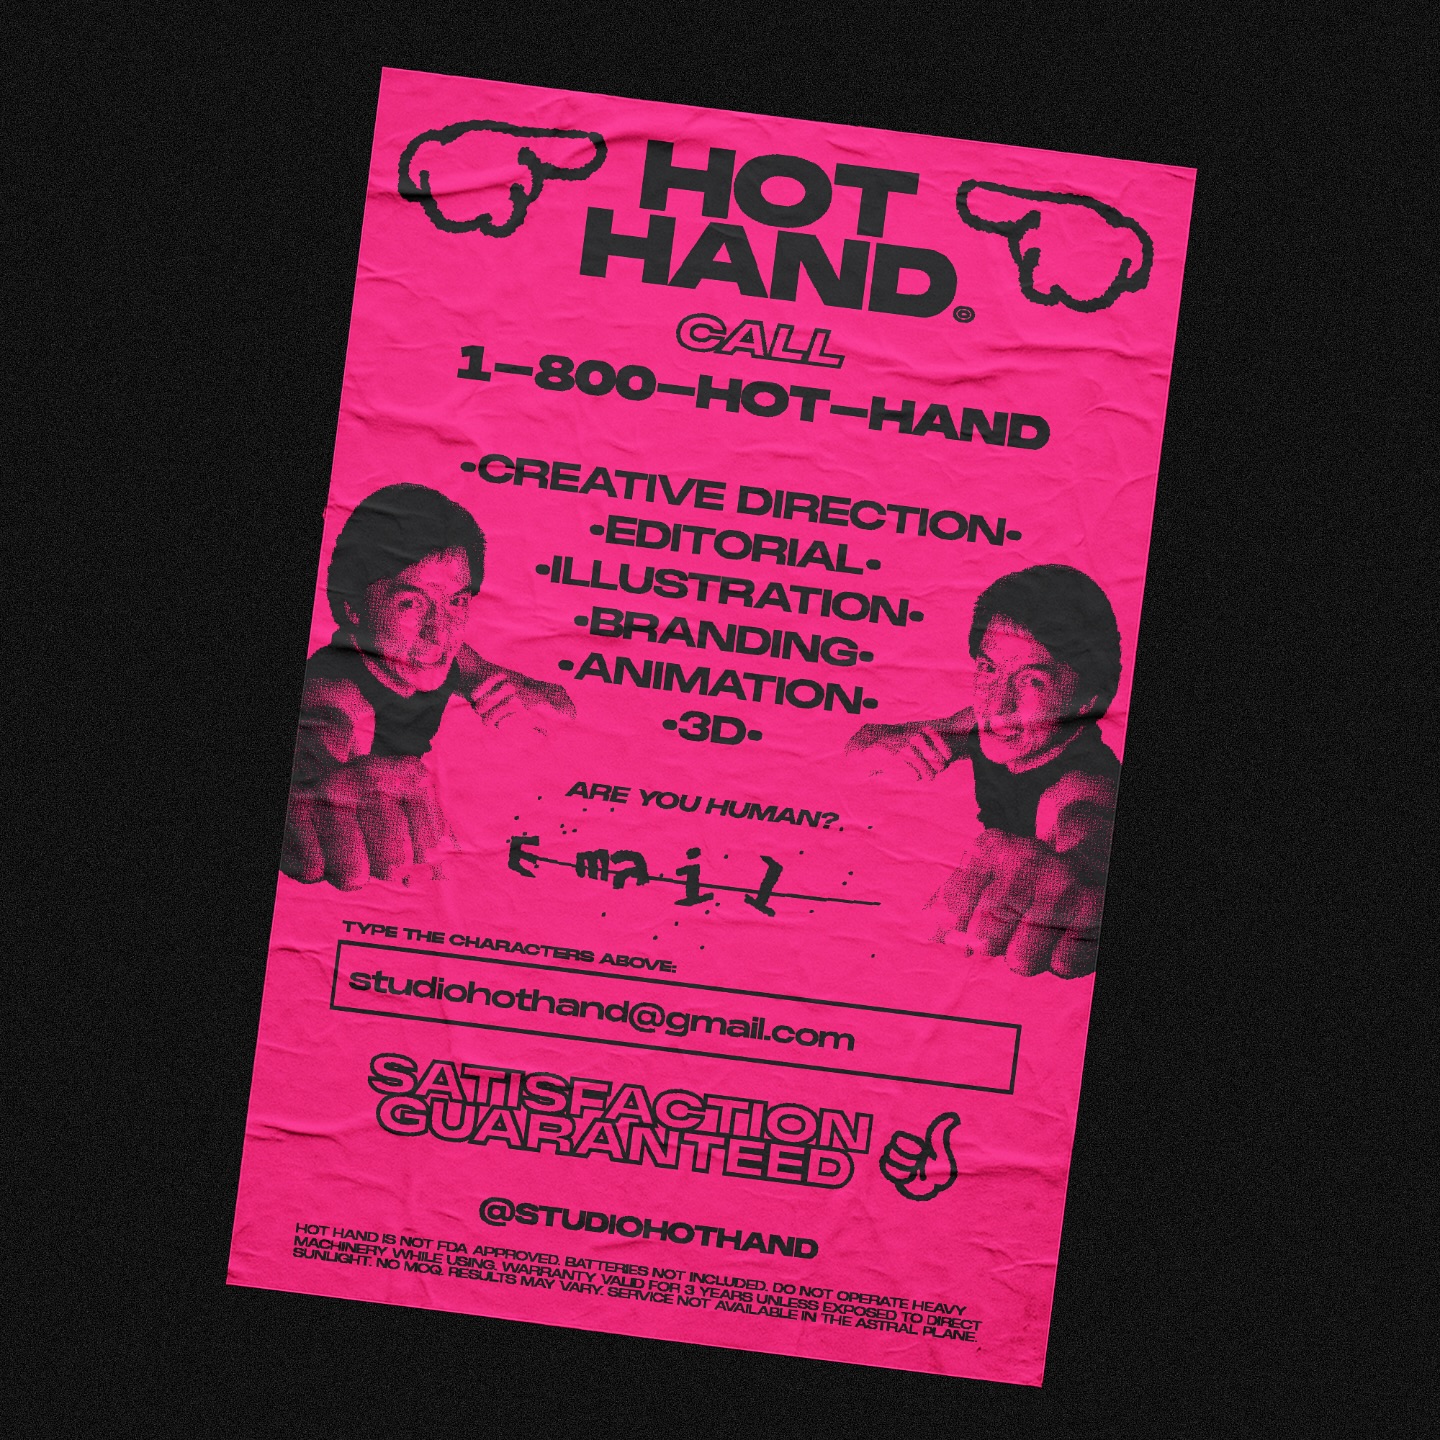 HOT
HAND©
CALL
1-800-HOT-HAND
•CREATIVE DIRECTION•
•EDITORIAL•
•ILLUSTRATION•
•BRANDING•
•ANIMATION•
•3D•
ARE YOU HUMAN?
Email
TYPE THE CHARACTERS ABOVE:
studiohothand@gmail.com
SATISFACTION
GUARANTEED
@STUDIOHOTHAND
HOT HAND IS NOT FDA APPROVED. BATTERIES NOT INCLUDED. DO NOT OPERATE HEAVY
MACHINERY WHILE USING. WARRANTY VALID FOR 3 YEARS UNLESS EXPOSED TO DIRECT
SUNLIGHT. NO MOQ. RESULTS MAY VARY. SERVICE NOT AVAILABLE IN THE ASTRAL PLANE.